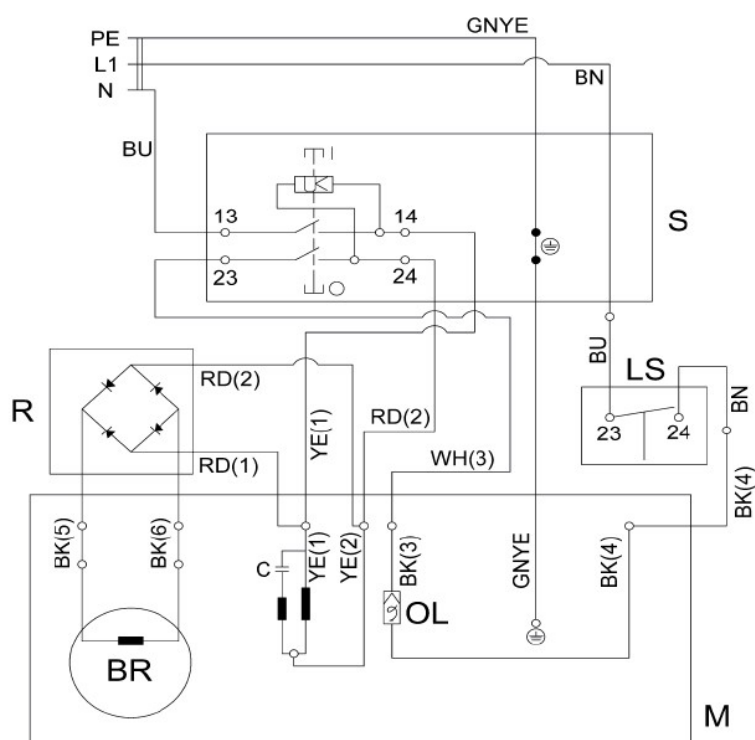 PE
GNYE
L1
BN
N
BU
I
U<
13
14
S
23
24
BU
LS
R
RD(2)
BN
23
24
YE(1)
RD(2)
RD(1)
WH(3)
BK(4)
BK(5)
BK(6)
YE(1)
YE(2)
BK(3)
GNYE
BK(4)
C
OL
BR
M